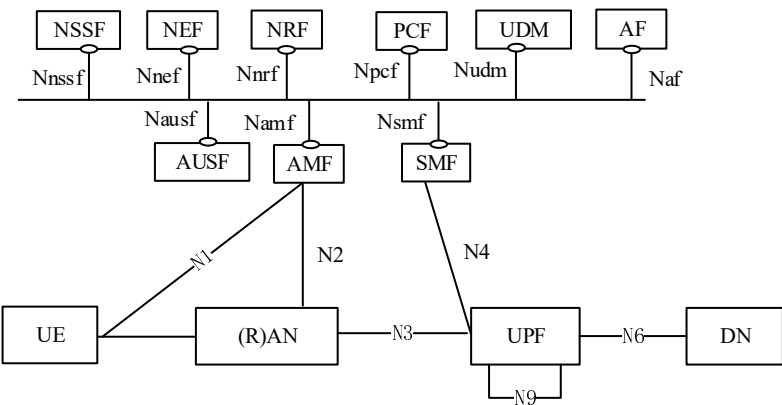 NSSF
NEF
NRF
PCF
UDM
AF
Nnssf
Nnef
Nnrf
Npcf
Nudm
Naf
Nausf
Namf
Nsmf
AUSF
AMF
SMF
N1
N2
N4
UE
(R)AN
N3
UPF
N6
DN
N9